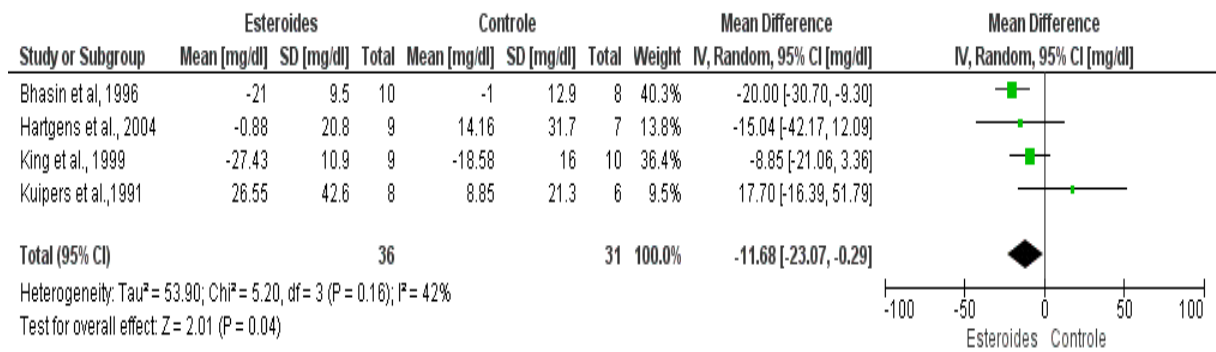 Esteroides Controle Mean Difference Mean Difference
Study or Subgroup Mean [mg/dl] SD [mg/dl] Total Mean [mg/dl] SD [mg/dl] Total Weight IV, Random, 95% CI [mg/dl] IV, Random, 95% CI [mg/dl]
Bhasin et al, 1996 -21 9.5 10 -1 12.9 8 40.3% -20.00 [-30.70, -9.30]
Hartgens et al., 2004 -0.88 20.8 9 14.16 31.7 7 13.8% -15.04 [-42.17, 12.09]
King et al., 1999 -27.43 10.9 9 -18.58 16 10 36.4% -8.85 [-21.06, 3.36]
Kuipers et al.,1991 26.55 42.6 8 8.85 21.3 6 9.5% 17.70 [-16.39, 51.79]
Total (95% CI) 36 31 100.0% -11.68 [-23.07, -0.29]
Heterogeneity: Tau² = 53.90; Chi² = 5.20, df = 3 (P = 0.16); I² = 42%
Test for overall effect: Z = 2.01 (P = 0.04)
-100 -50 0 50 100
Esteroides Controle